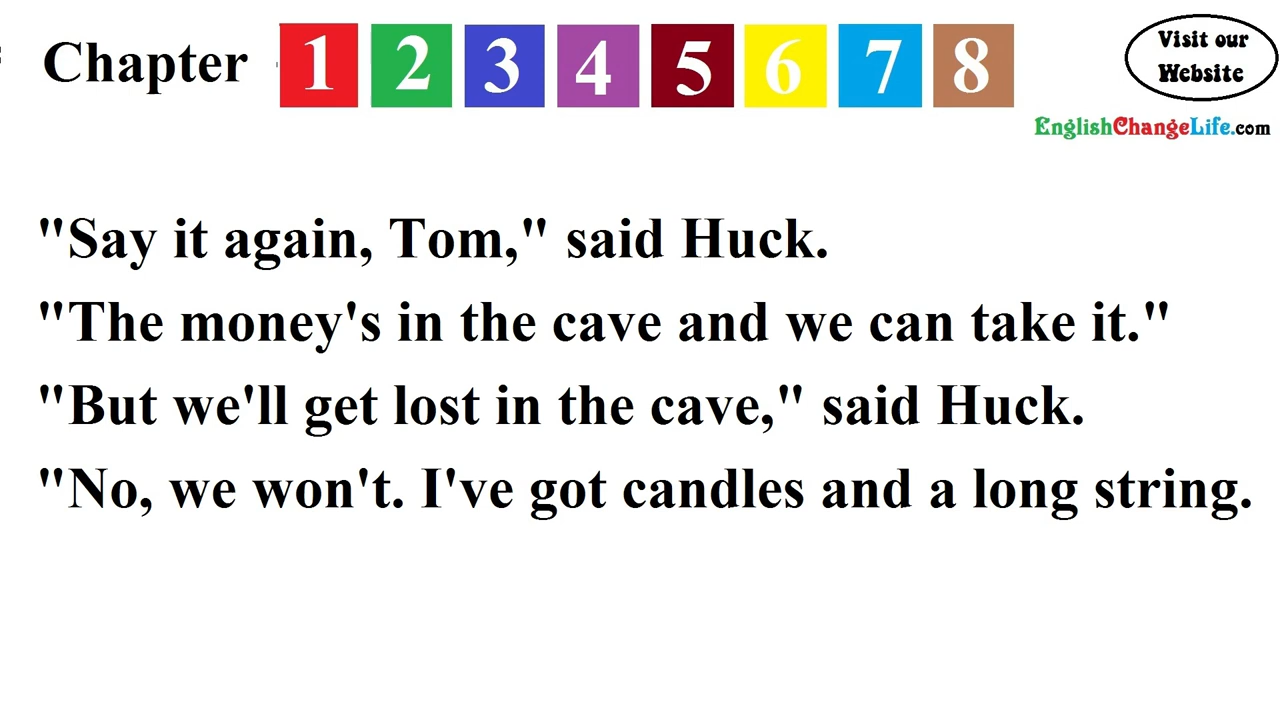 Chapter 1 2 3 4 5 6 7 8
Visit our
Website
EnglishChangeLife.com
"Say it again, Tom," said Huck.
"The money's in the cave and we can take it."
"But we'll get lost in the cave," said Huck.
"No, we won't. I've got candles and a long string.